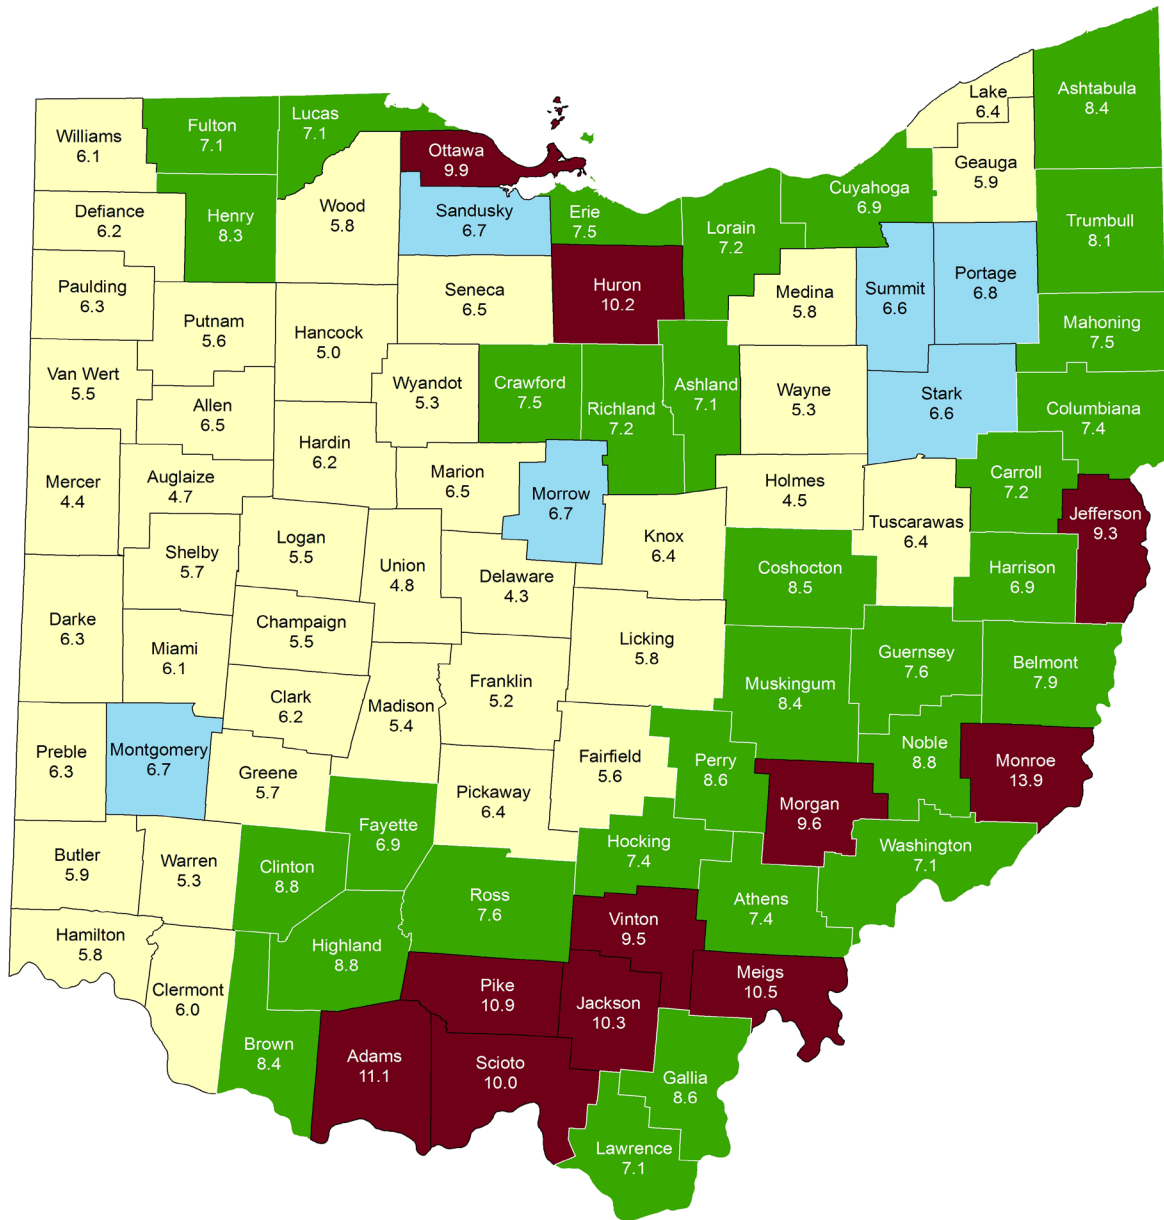 Ashtabula
8.4
Lake
6.4
Lucas
7.1
Fulton
7.1
Williams
6.1
Ottawa
9.9
Geauga
5.9
Cuyahoga
6.9
Wood
5.8
Defiance
6.2
Henry
8.3
Sandusky
6.7
Erie
7.5
Lorain
7.2
Trumbull
8.1
Paulding
6.3
Seneca
6.5
Huron
10.2
Medina
5.8
Summit
6.6
Portage
6.8
Putnam
5.6
Hancock
5.0
Mahoning
7.5
Van Wert
5.5
Wyandot
5.3
Crawford
7.5
Richland
7.2
Ashland
7.1
Wayne
5.3
Stark
6.6
Columbiana
7.4
Allen
6.5
Hardin
6.2
Mercer
4.4
Auglaize
4.7
Marion
6.5
Morrow
6.7
Holmes
4.5
Carroll
7.2
Jefferson
9.3
Tuscarawas
6.4
Knox
6.4
Logan
5.5
Shelby
5.7
Union
4.8
Delaware
4.3
Coshocton
8.5
Harrison
6.9
Darke
6.3
Champaign
5.5
Miami
6.1
Licking
5.8
Guernsey
7.6
Belmont
7.9
Muskingum
8.4
Franklin
5.2
Clark
6.2
Madison
5.4
Preble
6.3
Montgomery
6.7
Greene
5.7
Fairfield
5.6
Perry
8.6
Noble
8.8
Monroe
13.9
Pickaway
6.4
Morgan
9.6
Fayette
6.9
Hocking
7.4
Washington
7.1
Butler
5.9
Warren
5.3
Clinton
8.8
Ross
7.6
Athens
7.4
Vinton
9.5
Hamilton
5.8
Highland
8.8
Clermont
6.0
Pike
10.9
Jackson
10.3
Meigs
10.5
Brown
8.4
Adams
11.1
Scioto
10.0
Gallia
8.6
Lawrence
7.1